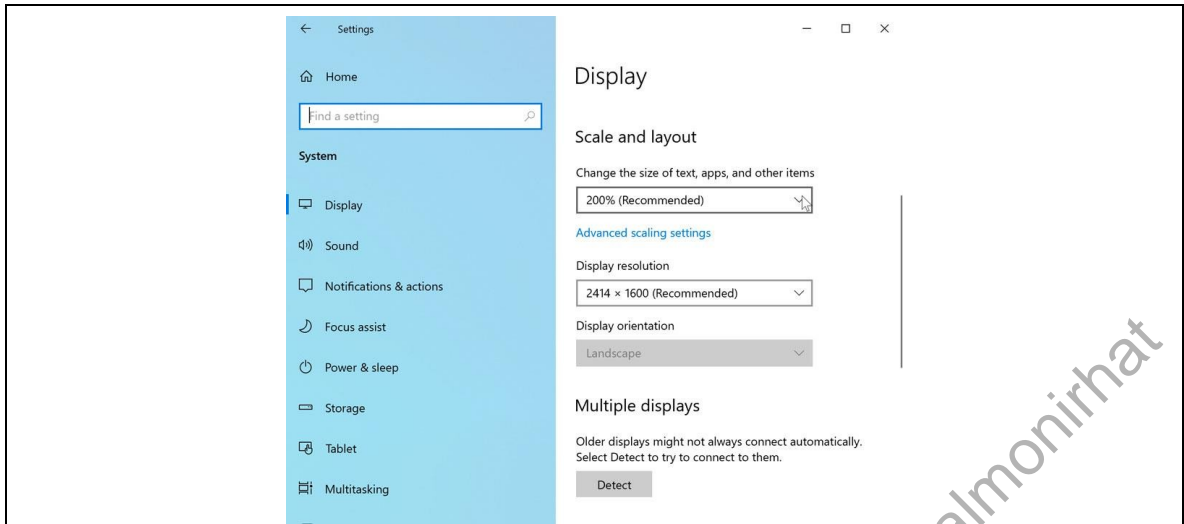 Settings
Home
Find a setting
System
Display
Sound
Notifications & actions
Focus assist
Power & sleep
Storage
Tablet
Multitasking
Display
Scale and layout
Change the size of text, apps, and other items
200% (Recommended)
Advanced scaling settings
Display resolution
2414 × 1600 (Recommended)
Display orientation
Landscape
Multiple displays
Older displays might not always connect automatically.
Select Detect to try to connect to them.
Detect
almonirhat